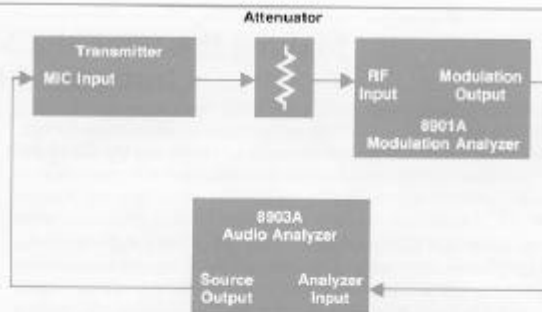 Attenuator
Transmitter
MIC Input
RF Input
Modulation Output
8901A
Modulation Analyzer
8903A
Audio Analyzer
Source Output
Analyzer Input